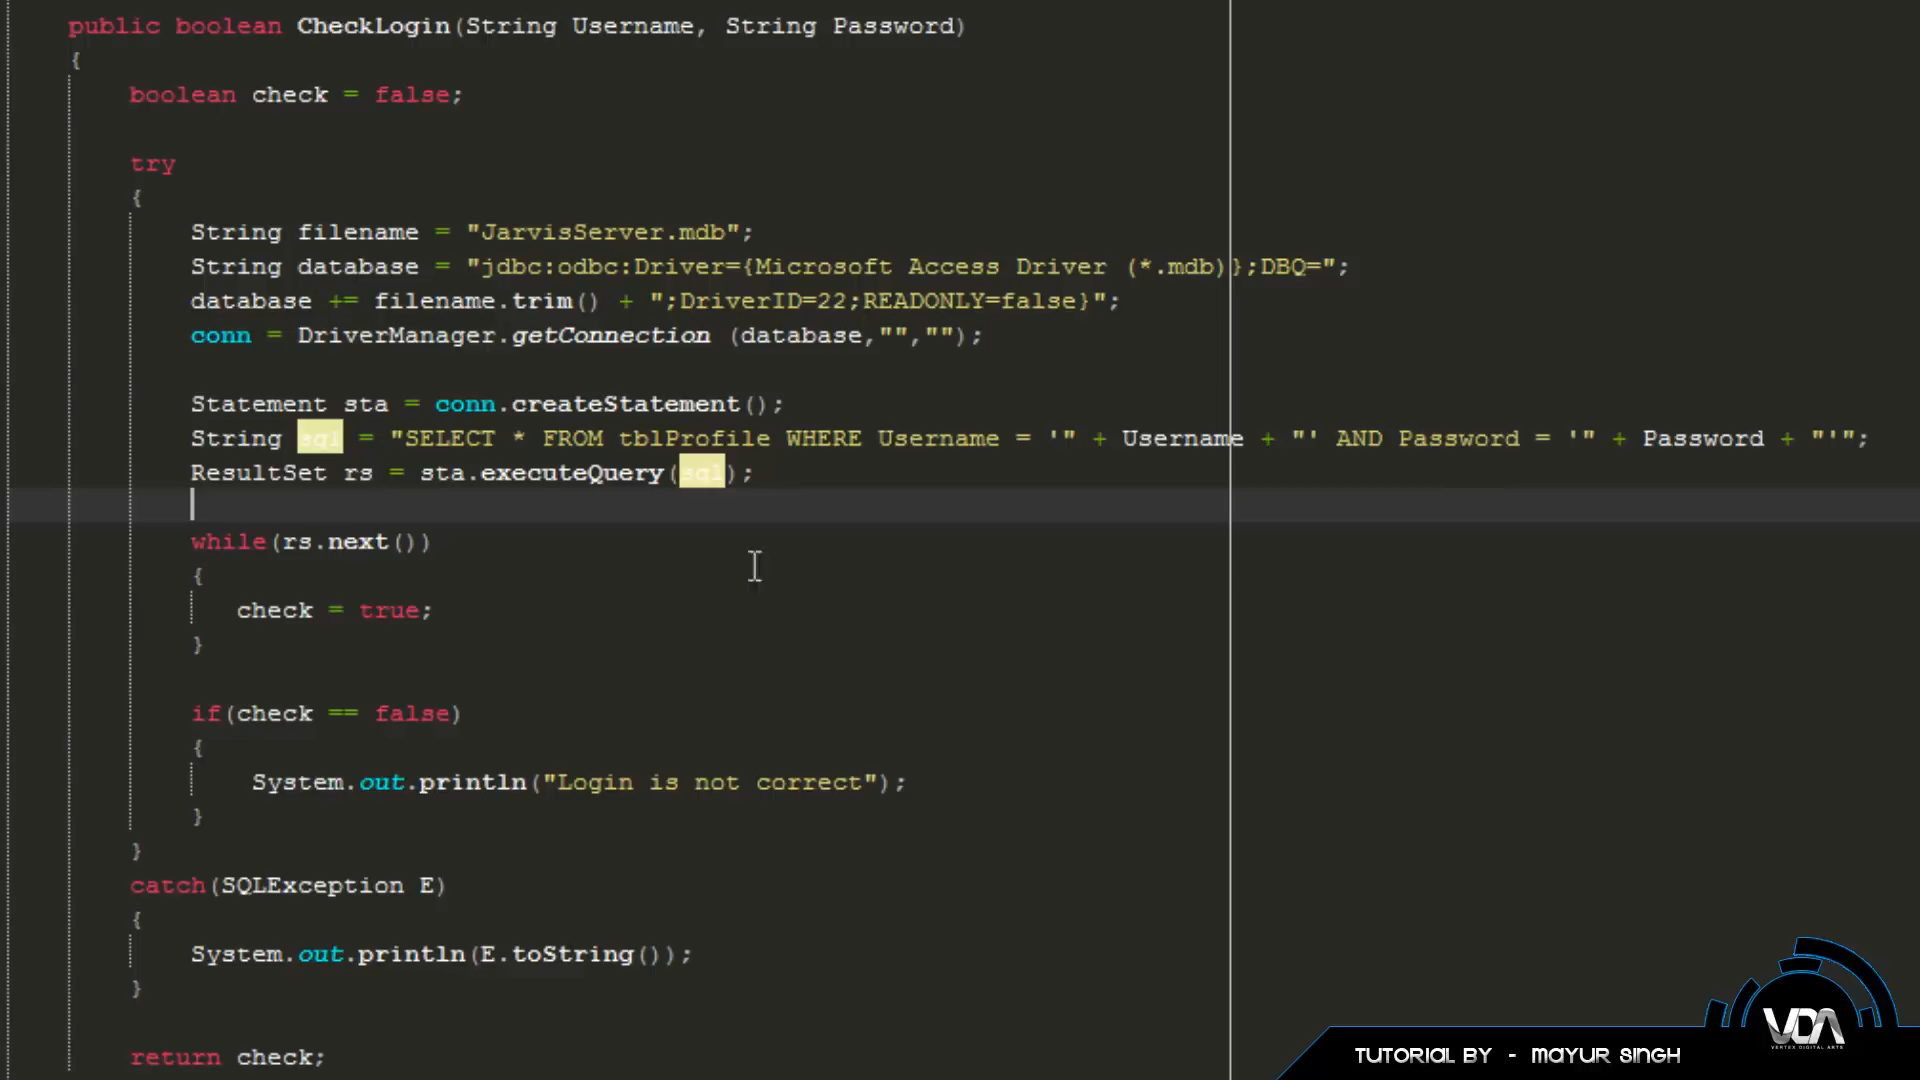 public boolean CheckLogin(String Username, String Password)
{
boolean check = false;
try
{
String filename = "JarvisServer.mdb";
String database = "jdbc:odbc:Driver={Microsoft Access Driver (*.mdb)};DBQ=";
database += filename.trim() + ";DriverID=22;READONLY=false}";
conn = DriverManager.getConnection (database,"","");
Statement sta = conn.createStatement();
String sql = "SELECT * FROM tblProfile WHERE Username = '" + Username + "' AND Password = '" + Password + "'";
ResultSet rs = sta.executeQuery(sql);
while(rs.next())
{
check = true;
}
if(check == false)
{
System.out.println("Login is not correct");
}
}
catch(SQLException E)
{
System.out.println(E.toString());
}
return check;
VDA
VERTEX DIGITAL ARTS
TUTORIAL BY - MAYUR SINGH